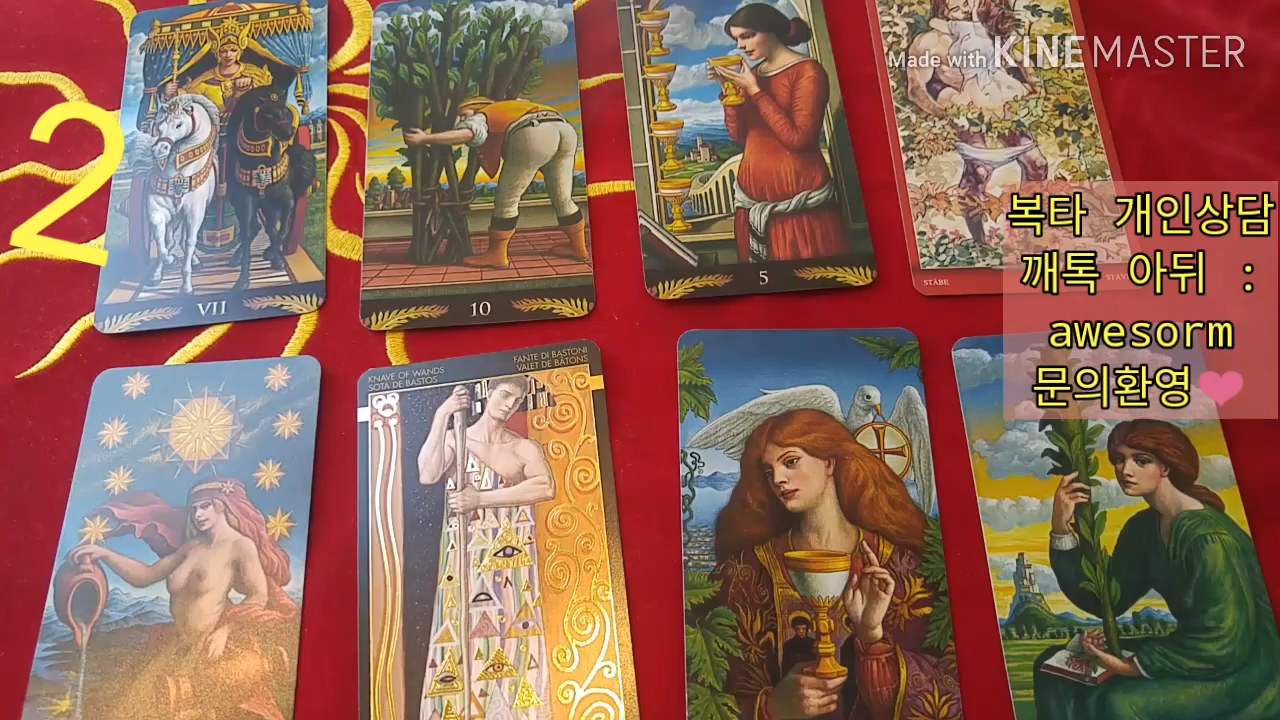 Made with KINEMASTER
2
VII
10
5
STÄBE
복타 개인상담
깨톡 아뒤 :
awesorm
문의환영
KNAVE OF WANDS
SOTA DE BASTOS
FANTE DI BASTONI
VALET DE BÂTONS